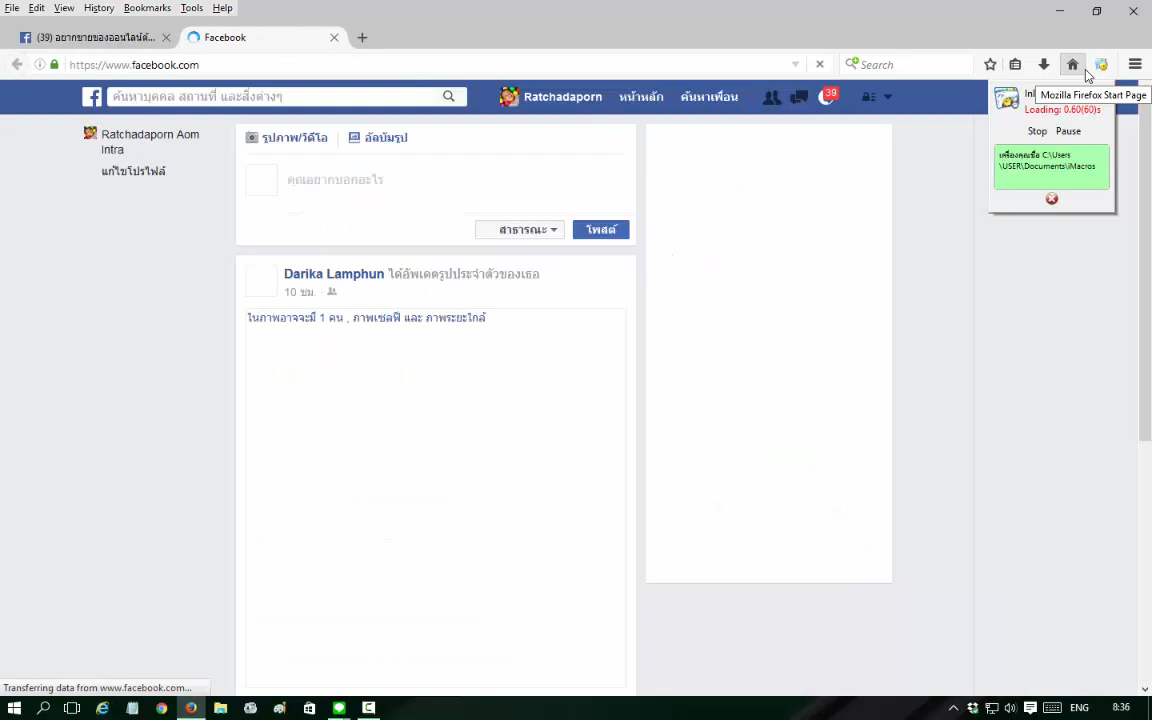 File Edit View History Bookmarks Tools Help
(39) อยากขายของออนไลน์ตั...
Facebook
https://www.facebook.com
Search
ค้นหาบุคคล สถานที่ และสิ่งต่างๆ
Ratchadaporn หน้าหลัก ค้นหาเพื่อน
39
Mozilla Firefox Start Page
Loading: 0.60(60)s
Stop Pause
เครื่องคุณชื่อ C:\Users
\USER\Documents\iMacros
Ratchadaporn Aom
Intra
แก้ไขโปรไฟล์
รูปภาพ/วิดีโอ อัลบัมรูป
คุณอยากบอกอะไร
สาธารณะ โพสต์
Darika Lamphun ได้อัพเดตรูปประจำตัวของเธอ
10 ชม.
ในภาพอาจจะมี 1 คน , ภาพเซลฟี่ และ ภาพระยะใกล้
Transferring data from www.facebook.com...
ENG 8:36